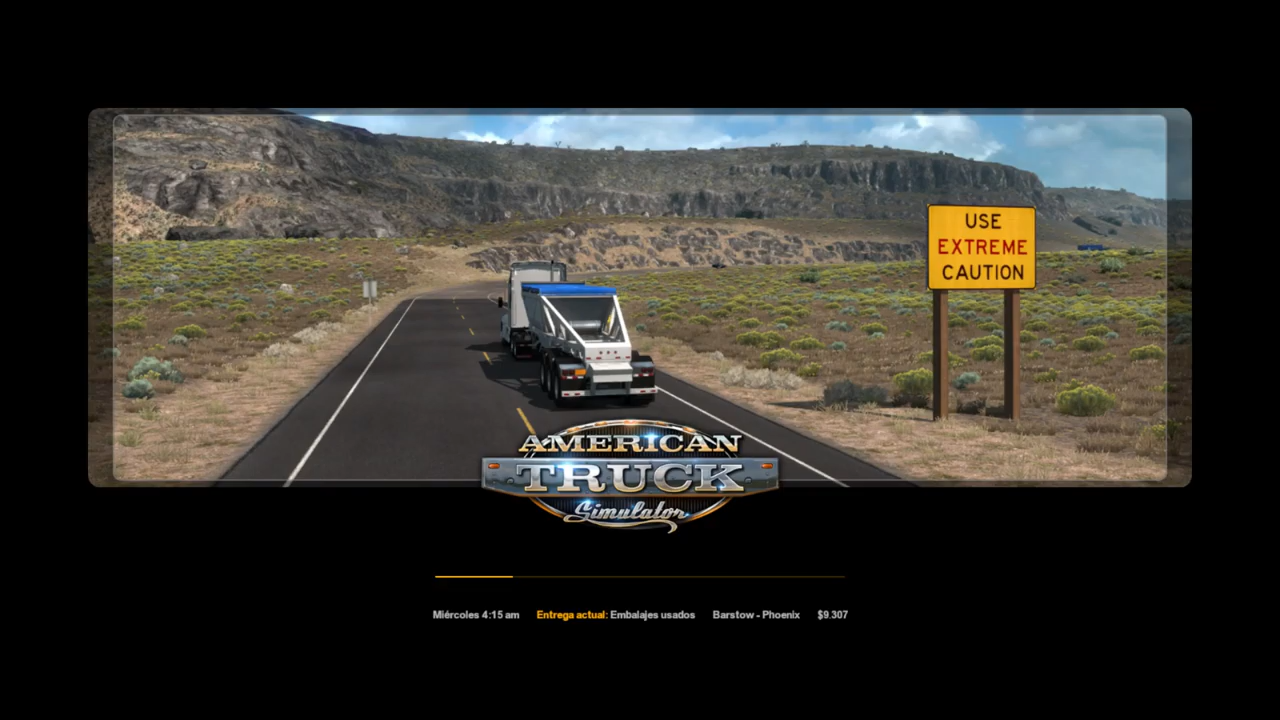 USE
EXTREME
CAUTION
AMERICAN
TRUCK
Simulator
Miércoles 4:15 am Entrega actual: Embalajes usados Barstow - Phoenix $9.307